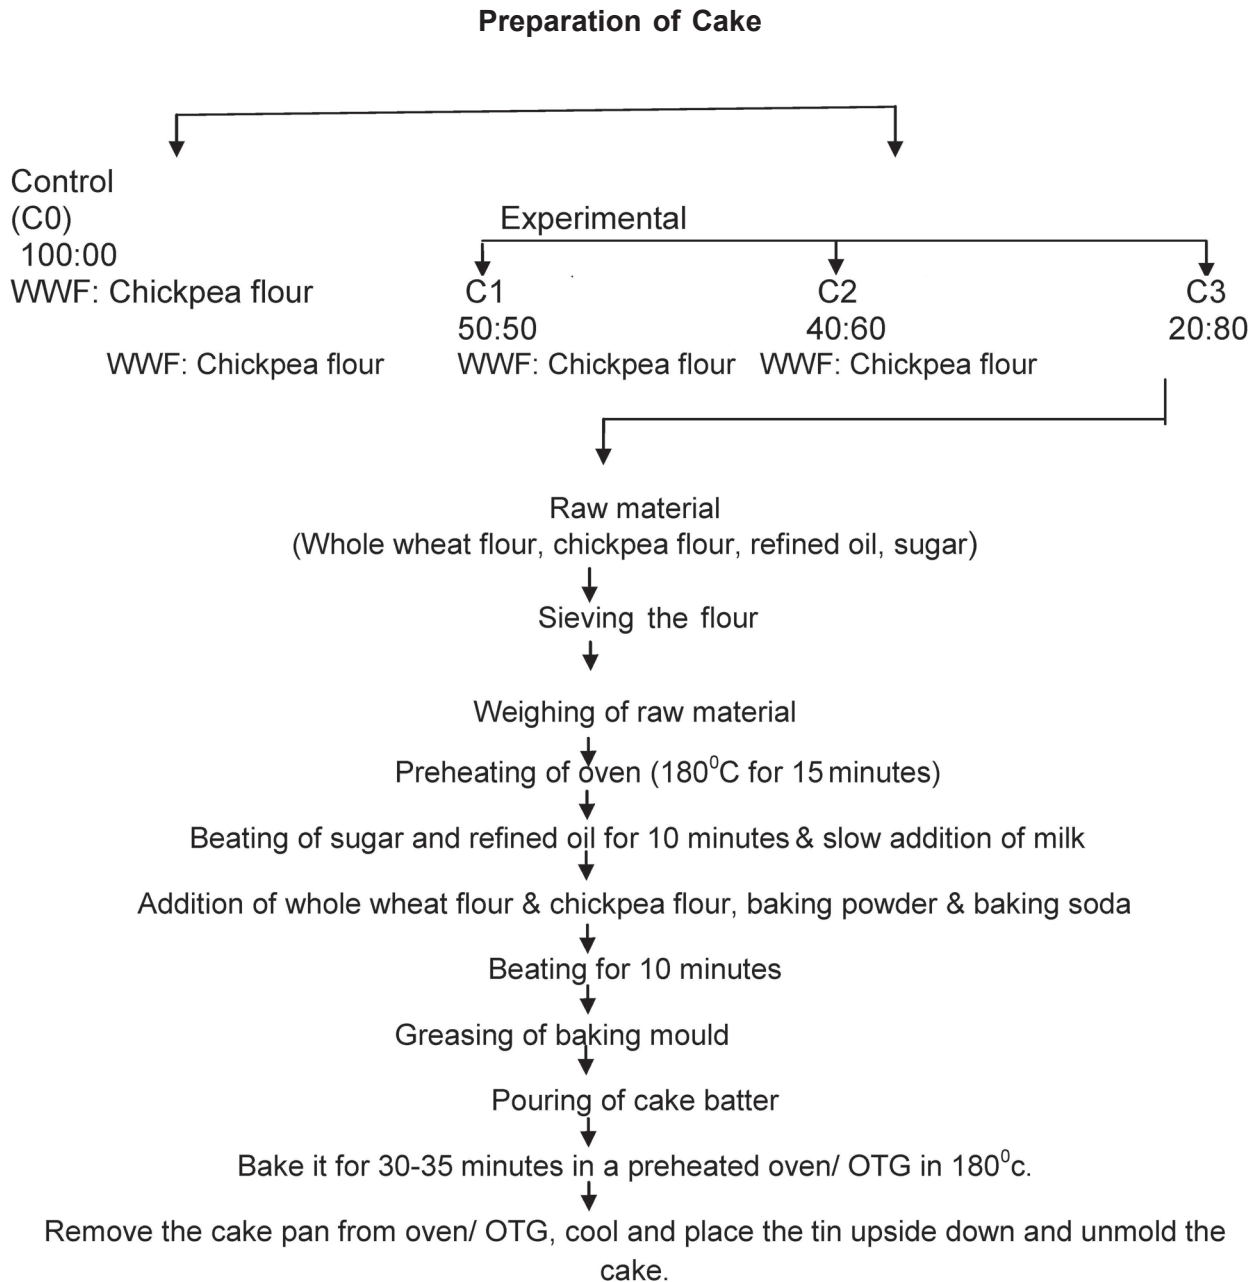 Preparation of Cake
Control
(C0)
Experimental
100:00
WWF: Chickpea flour
C1
C2
C3
50:50
40:60
20:80
WWF: Chickpea flour
WWF: Chickpea flour
WWF: Chickpea flour
Raw material
(Whole wheat flour, chickpea flour, refined oil, sugar)
Sieving the flour
Weighing of raw material
Preheating of oven (180⁰C for 15 minutes)
Beating of sugar and refined oil for 10 minutes & slow addition of milk
Addition of whole wheat flour & chickpea flour, baking powder & baking soda
Beating for 10 minutes
Greasing of baking mould
Pouring of cake batter
Bake it for 30-35 minutes in a preheated oven/ OTG in 180⁰c.
Remove the cake pan from oven/ OTG, cool and place the tin upside down and unmold the
cake.